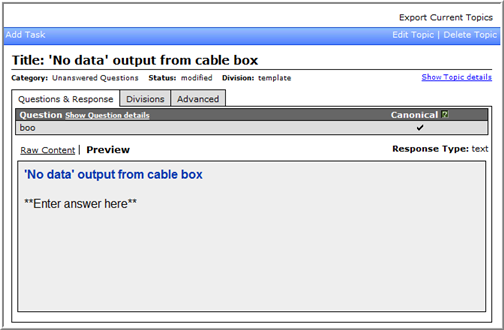 Export Current Topics
Add Task Edit Topic | Delete Topic
Title: 'No data' output from cable box
Category: Unanswered Questions Status: modified Division: template Show Topic details
Questions & Response Divisions Advanced
Question Show Question details Canonical ?
boo ✔
Raw Content | Preview Response Type: text
'No data' output from cable box
**Enter answer here**